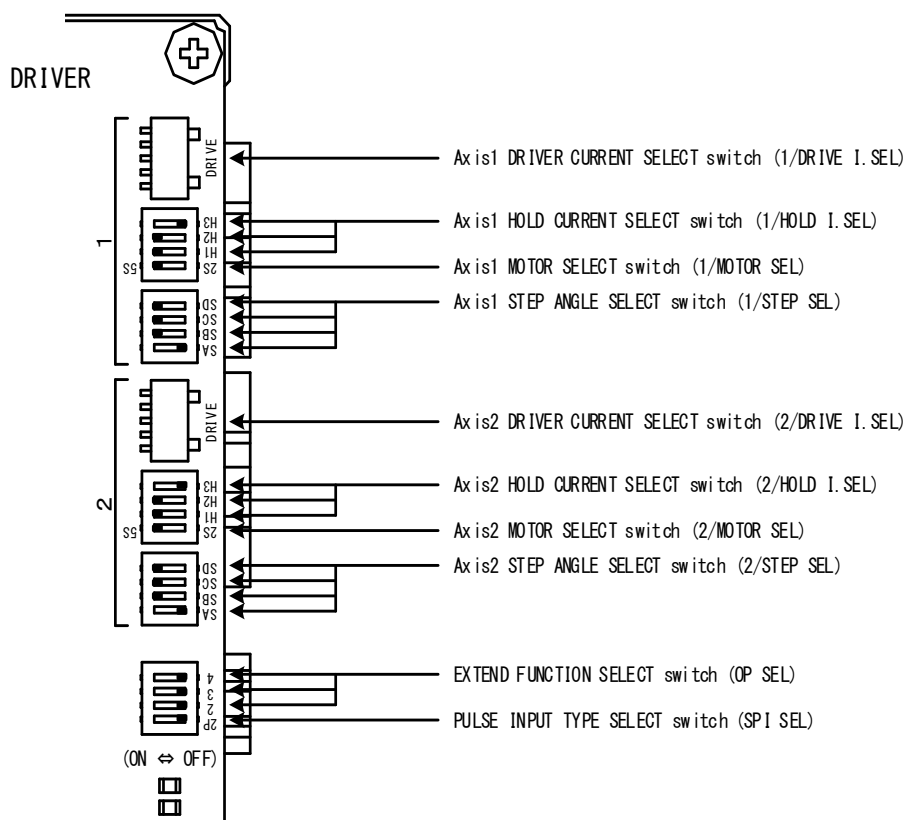 DRIVER
1
DRIVE
Axis1 DRIVER CURRENT SELECT switch (1/DRIVE I.SEL)
H3
H2
H1
5S 2S
Axis1 HOLD CURRENT SELECT switch (1/HOLD I.SEL)
Axis1 MOTOR SELECT switch (1/MOTOR SEL)
SD
SC
SB
SA
Axis1 STEP ANGLE SELECT switch (1/STEP SEL)
2
DRIVE
Axis2 DRIVER CURRENT SELECT switch (2/DRIVE I.SEL)
H3
H2
H1
5S 2S
Axis2 HOLD CURRENT SELECT switch (2/HOLD I.SEL)
Axis2 MOTOR SELECT switch (2/MOTOR SEL)
SD
SC
SB
SA
Axis2 STEP ANGLE SELECT switch (2/STEP SEL)
4
3
2
2P
EXTEND FUNCTION SELECT switch (OP SEL)
PULSE INPUT TYPE SELECT switch (SPI SEL)
(ON ⇔ OFF)